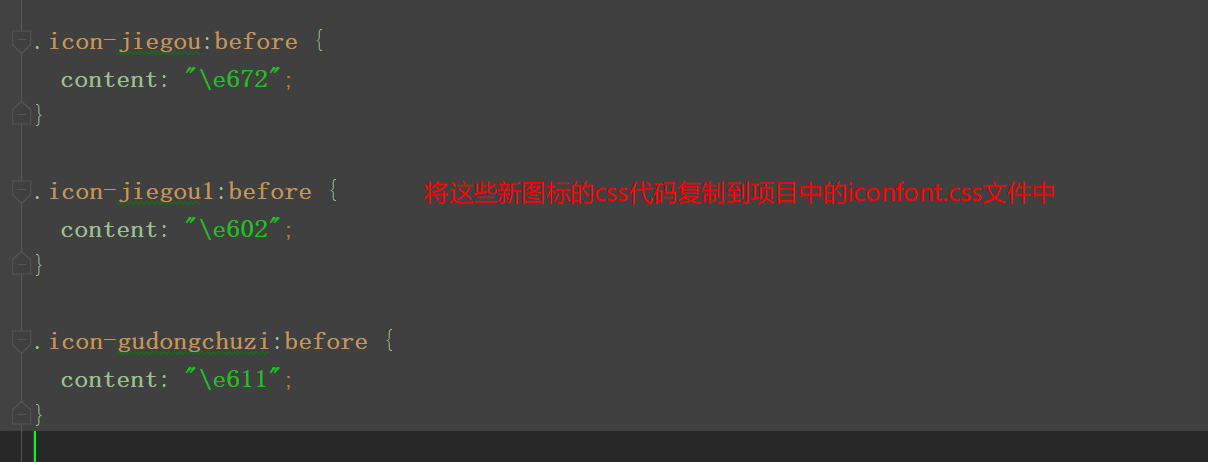 .icon-jiegou:before {
content: "\e672";
}
.icon-jiegou1:before { 将这些新图标的css代码复制到项目中的iconfont.css文件中
content: "\e602";
}
.icon-gudongchuzi:before {
content: "\e611";
}